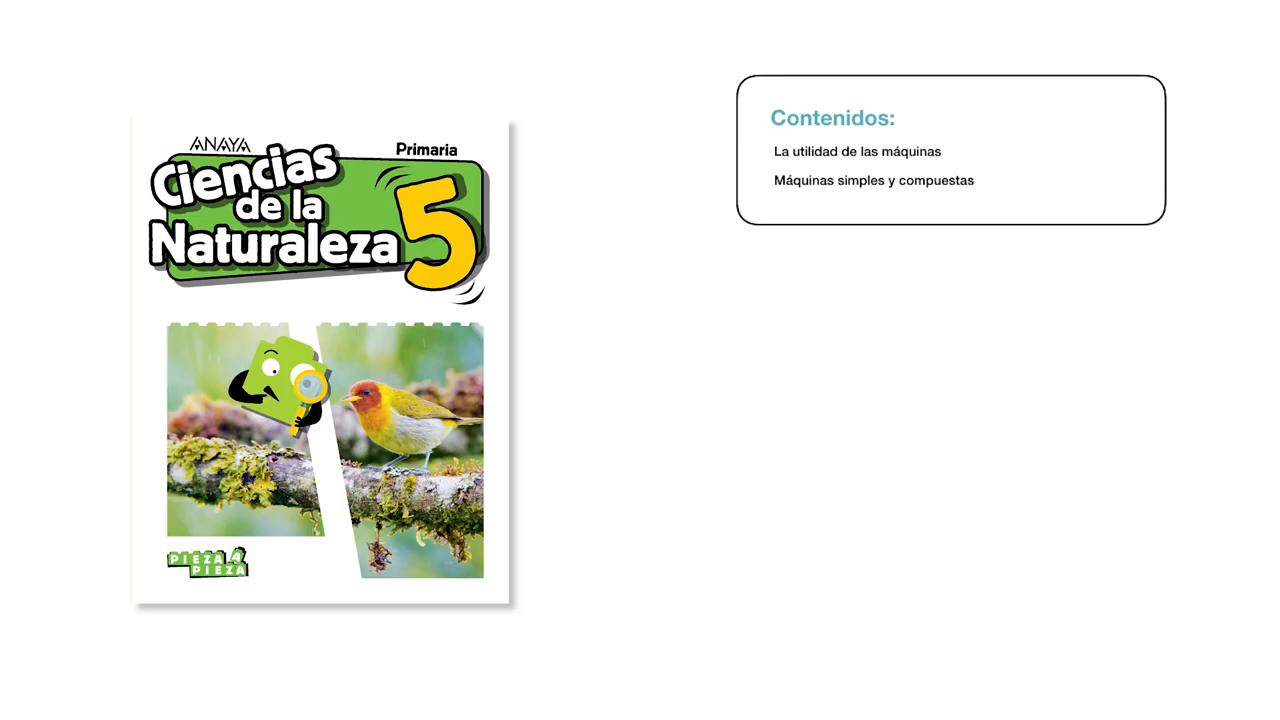 ANAYA
Primaria
Ciencias
de la
Naturaleza
5
PIEZA A
PIEZA
Contenidos:
La utilidad de las máquinas
Máquinas simples y compuestas